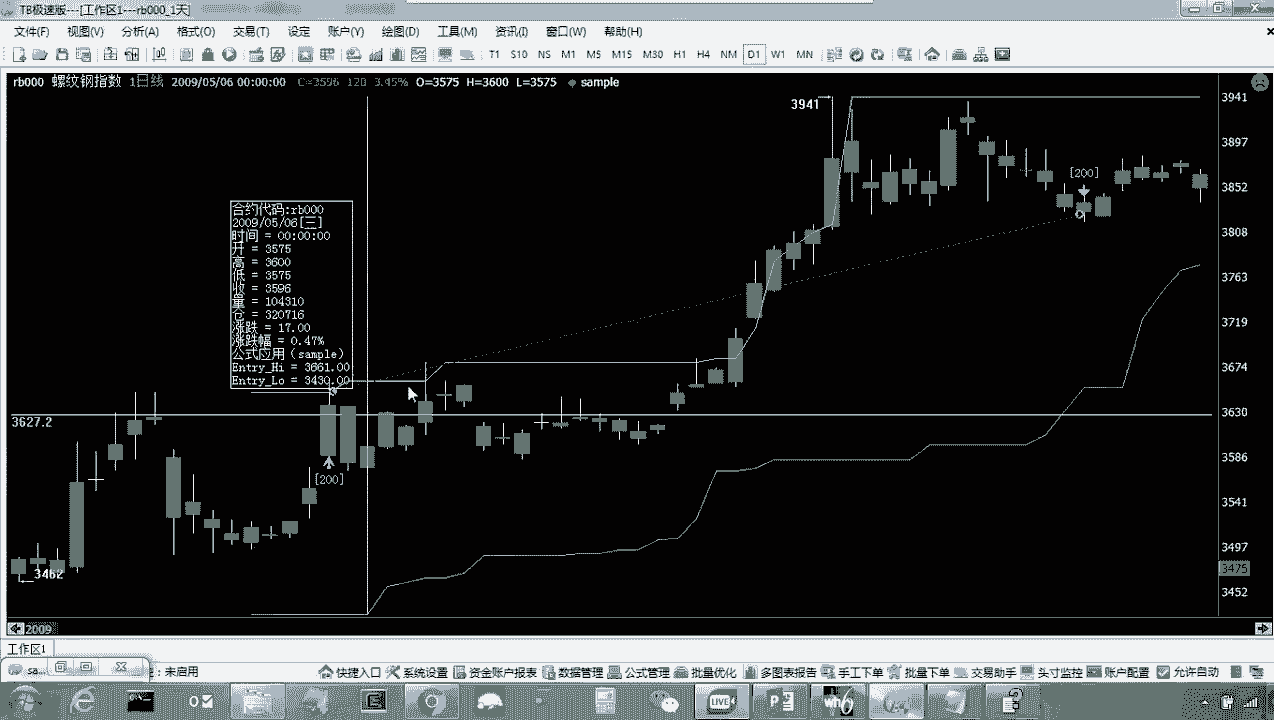 TB极速版---[工作区1---rb000_1天]
文件(F) 视图(V) 分析(A) 格式(O) 交易(T) 设定 账户(Y) 绘图(D) 工具(M) 资讯(I) 窗口(W) 帮助(H)
T1 S10 NS M1 M5 M15 M30 H1 H4 NM D1 W1 MN
rb000 螺纹钢指数 1日线 2009/05/06 00:00:00 O=3575 H=3600 L=3575 sample
3941
3941
3897
[200]
3852
合约代码:rb000
2009/05/06[三]
时间 = 00:00:00
开 = 3575
高 = 3600
低 = 3575
收 = 3596
量 = 104310
仓 = 320716
涨跌 = 17.00
涨跌幅 = 0.47%
公式应用(sample)
Entry_Hi = 3661.00
Entry_Lo = 3430.00
3808
3763
3719
3674
3630
3627.2
3586
[200]
3541
3497
3462
3475
3452
2009
工作区1
sa...
: 未启用 快捷入口 系统设置 资金账户报表 数据管理 公式管理 批量优化 多图表报告 手工下单 批量下单 交易助手 头寸监控 账户配置 允许自动
LIVE